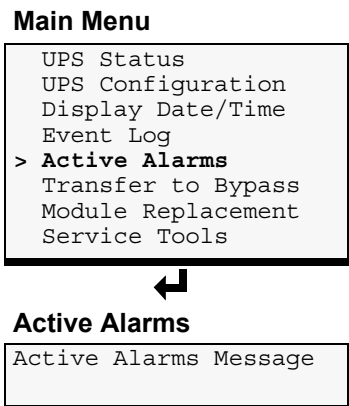 Main Menu
UPS Status
UPS Configuration
Display Date/Time
Event Log
> Active Alarms
Transfer to Bypass
Module Replacement
Service Tools
Active Alarms
Active Alarms Message